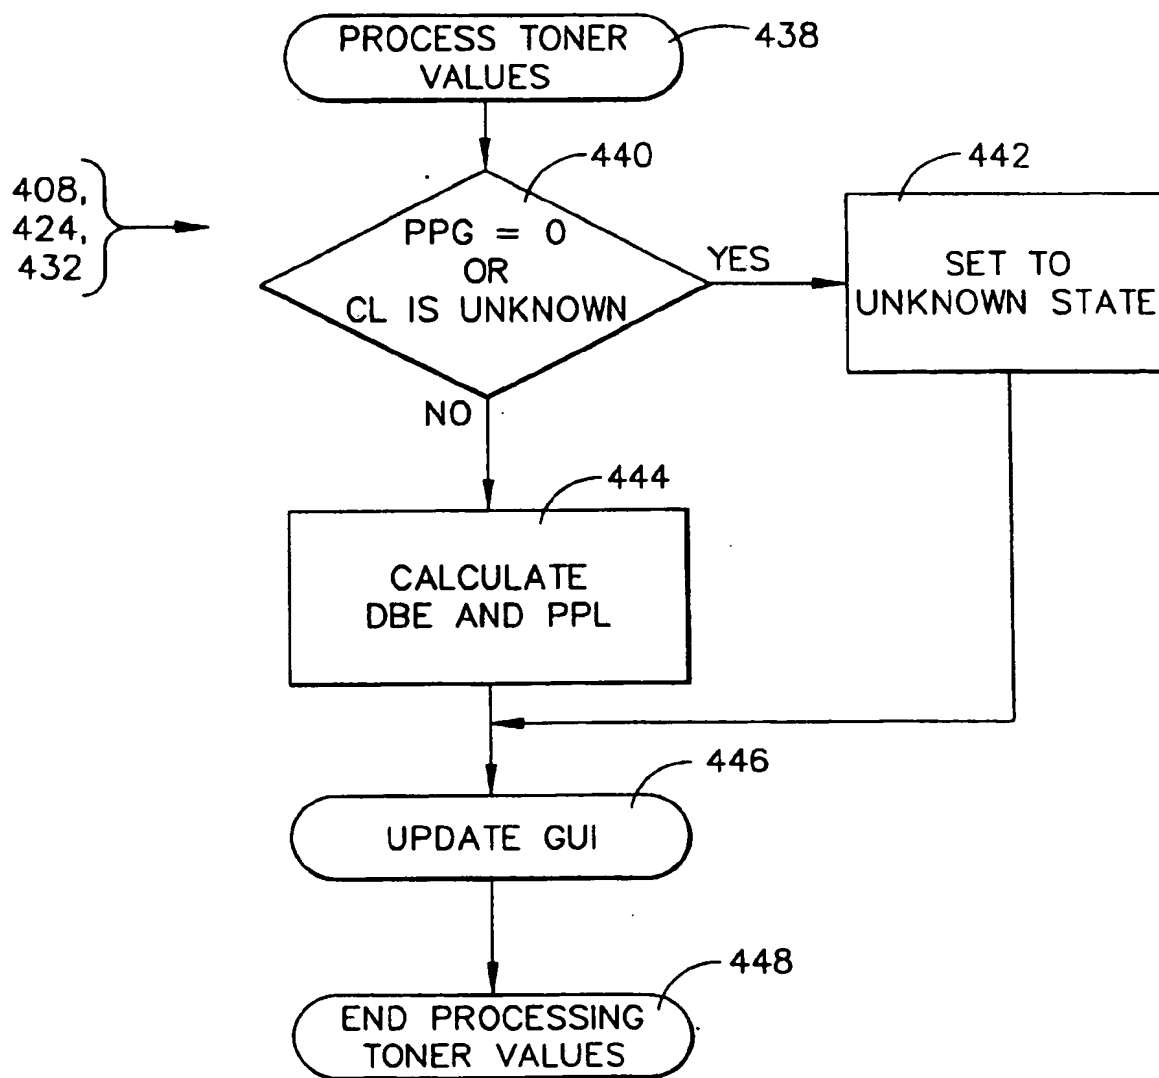 PROCESS TONER
VALUES
438
408,
424,
432
440
PPG = 0
OR
CL IS UNKNOWN
YES
442
SET TO
UNKNOWN STATE
NO
444
CALCULATE
DBE AND PPL
446
UPDATE GUI
448
END PROCESSING
TONER VALUES